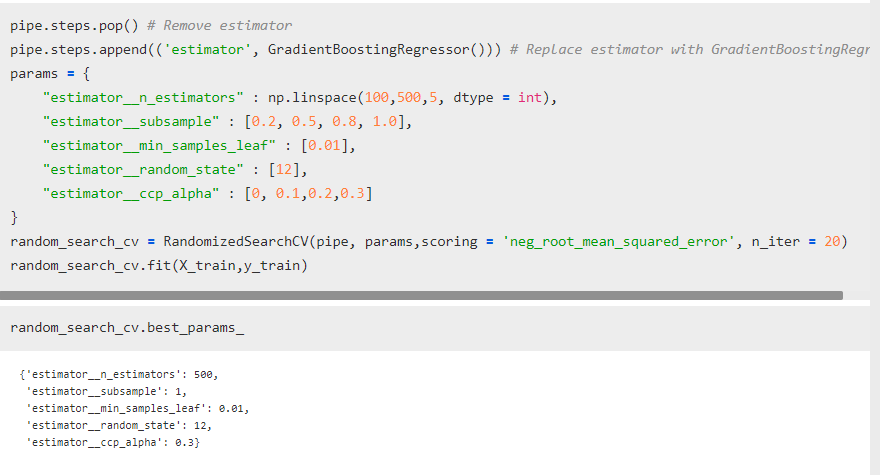 pipe.steps.pop() # Remove estimator
pipe.steps.append(('estimator', GradientBoostingRegressor())) # Replace estimator with GradientBoostingRegr
params = {
    "estimator__n_estimators" : np.linspace(100,500,5, dtype = int),
    "estimator__subsample" : [0.2, 0.5, 0.8, 1.0],
    "estimator__min_samples_leaf" : [0.01],
    "estimator__random_state" : [12],
    "estimator__ccp_alpha" : [0, 0.1,0.2,0.3]
}
random_search_cv = RandomizedSearchCV(pipe, params,scoring = 'neg_root_mean_squared_error', n_iter = 20)
random_search_cv.fit(X_train,y_train)
random_search_cv.best_params_
{'estimator__n_estimators': 500,
 'estimator__subsample': 1,
 'estimator__min_samples_leaf': 0.01,
 'estimator__random_state': 12,
 'estimator__ccp_alpha': 0.3}